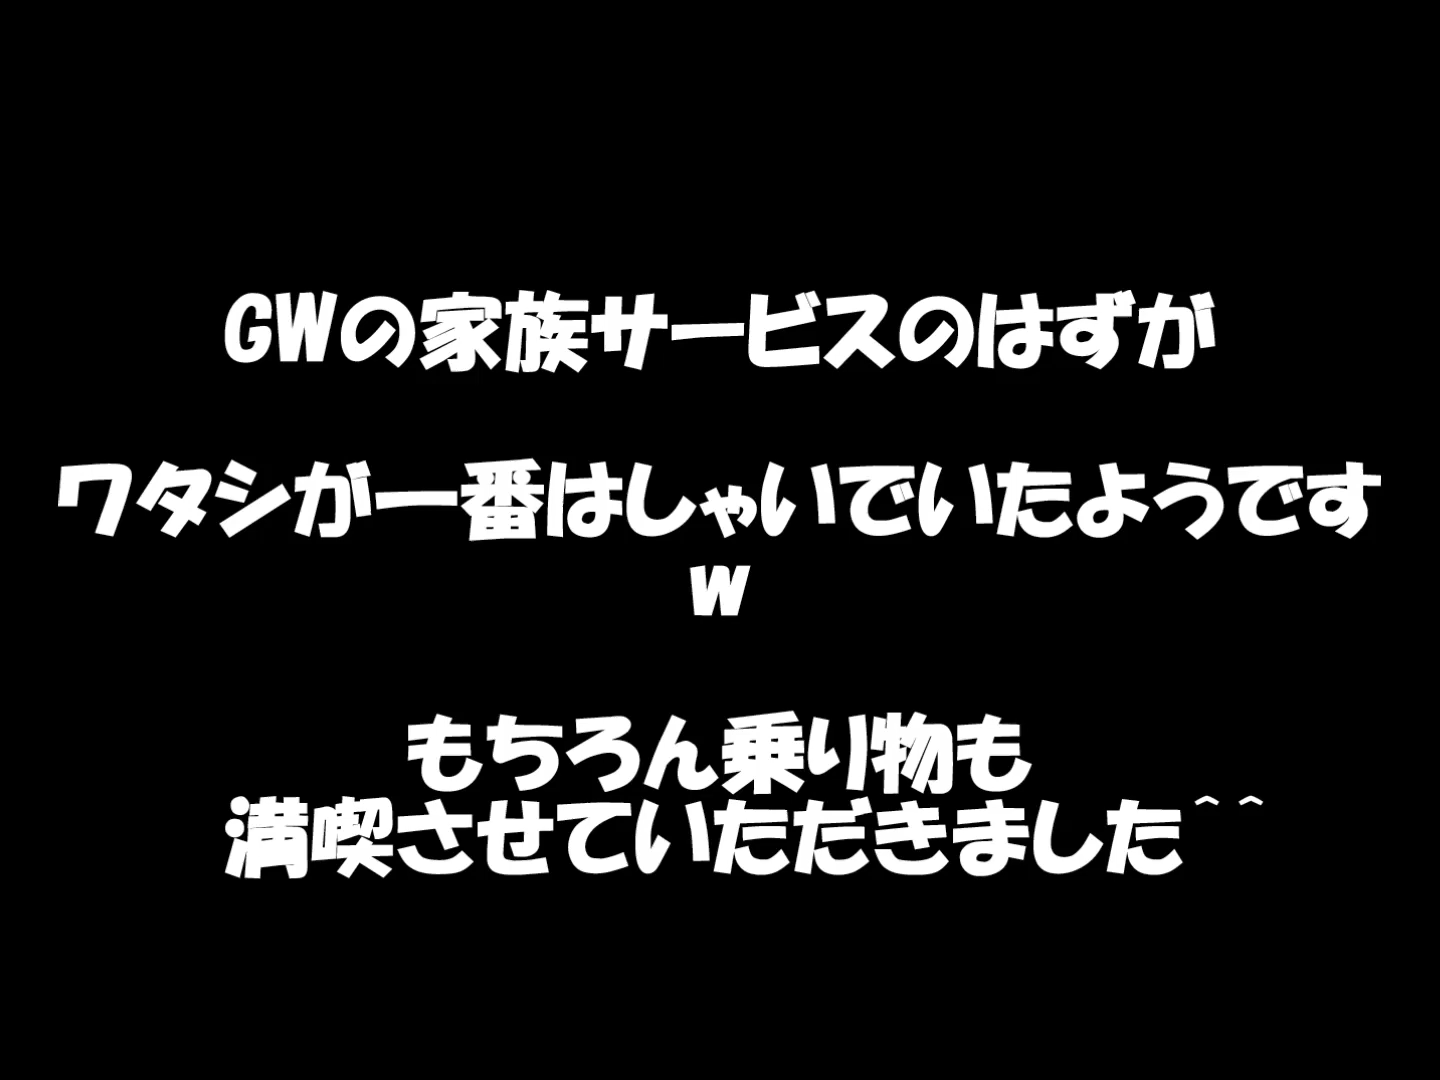 GWの家族サービスのはずが
ワタシが一番はしゃいでいたようです
w
もちろん乗り物も
満喫させていただきました^^